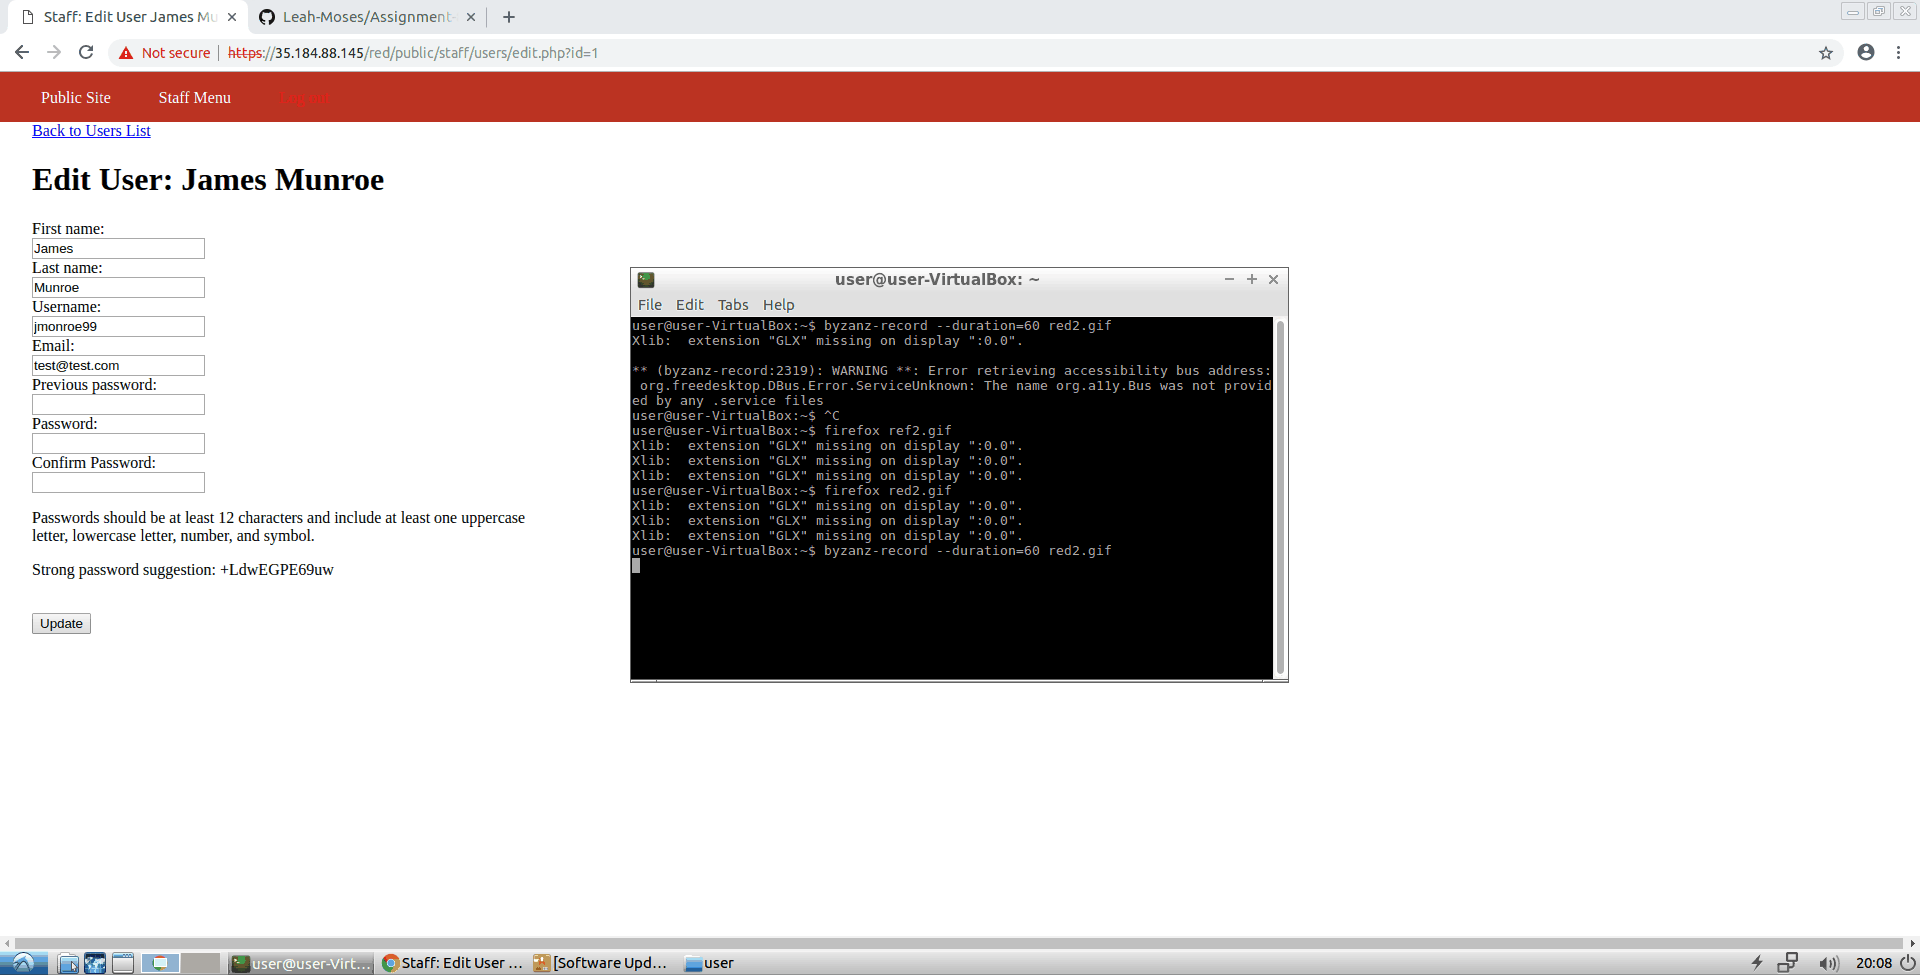 Staff: Edit User James Mu
Leah-Moses/Assignment-
Not secure
https://35.184.88.145/red/public/staff/users/edit.php?id=1
Public Site
Staff Menu
Back to Users List
Edit User: James Munroe
First name:
James
Last name:
Munroe
Username:
jmonroe99
Email:
test@test.com
Previous password:
Password:
Confirm Password:
Passwords should be at least 12 characters and include at least one uppercase
letter, lowercase letter, number, and symbol.
Strong password suggestion: +LdwEGPE69uw
Update
user@user-VirtualBox: ~
File Edit Tabs Help
user@user-VirtualBox:~$ byzanz-record --duration=60 red2.gif
Xlib:  extension "GLX" missing on display ":0.0".
** (byzanz-record:2319): WARNING **: Error retrieving accessibility bus address:
org.freedesktop.DBus.Error.ServiceUnknown: The name org.a11y.Bus was not provid
ed by any .service files
user@user-VirtualBox:~$ ^C
user@user-VirtualBox:~$ firefox ref2.gif
Xlib:  extension "GLX" missing on display ":0.0".
Xlib:  extension "GLX" missing on display ":0.0".
Xlib:  extension "GLX" missing on display ":0.0".
user@user-VirtualBox:~$ firefox red2.gif
Xlib:  extension "GLX" missing on display ":0.0".
Xlib:  extension "GLX" missing on display ":0.0".
Xlib:  extension "GLX" missing on display ":0.0".
user@user-VirtualBox:~$ byzanz-record --duration=60 red2.gif
user@user-Virt...
Staff: Edit User ...
[Software Upd...
user
20:08